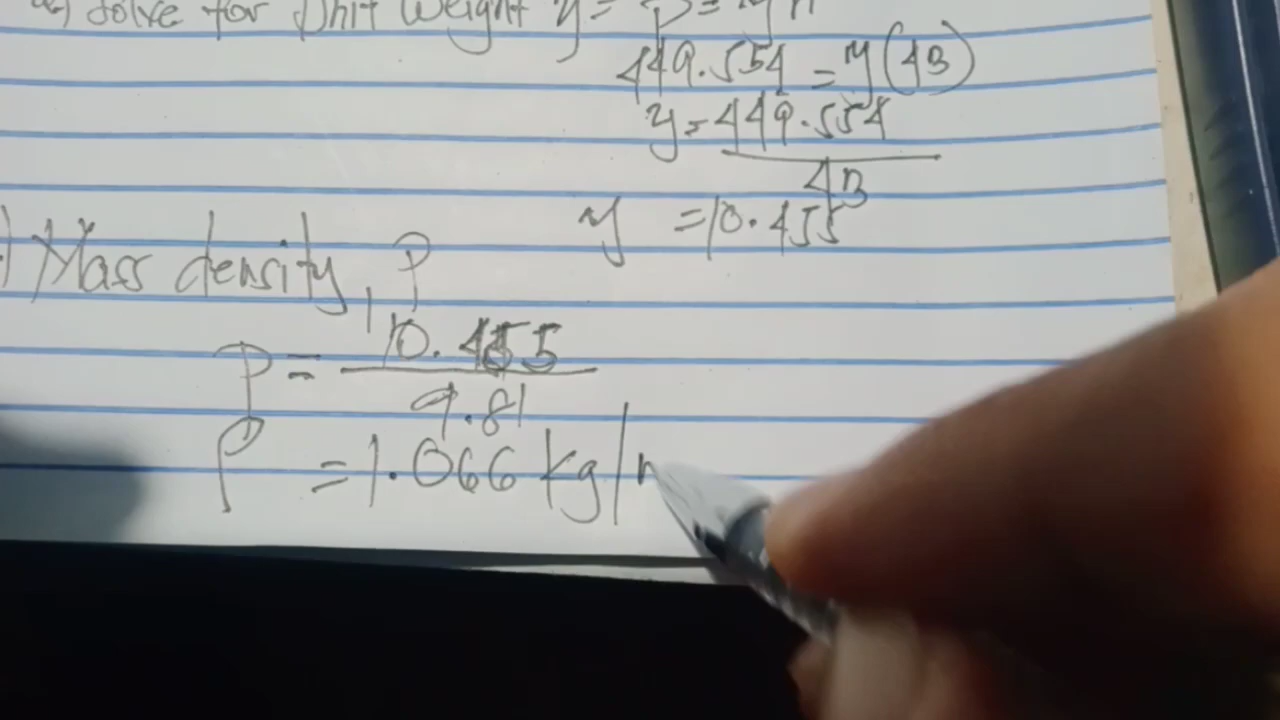 Solve for Unit Weight y = P = yh
449.554 = y(43)
y = 449.554
43
y = 10.455
) Mass density, P
P = 10.455
9.81
P = 1.066 kg/